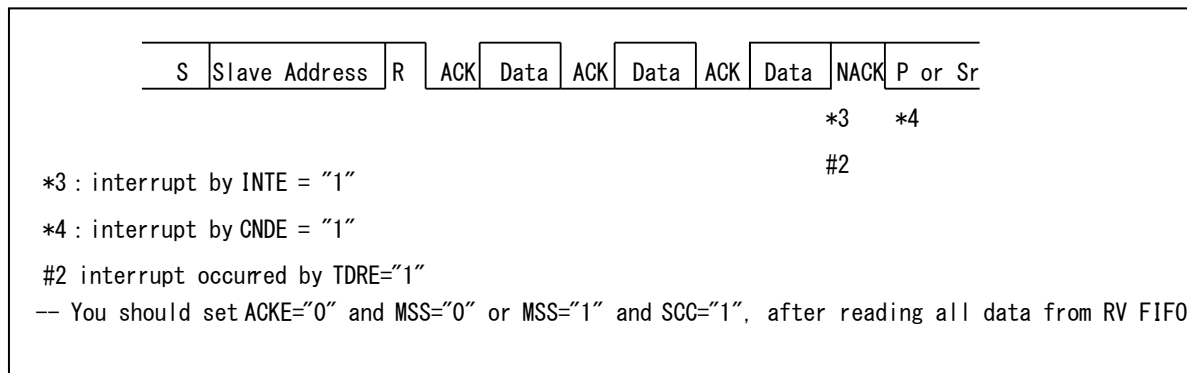 S Slave Address R ACK Data ACK Data ACK Data NACK P or Sr
*3 *4
#2
*3 : interrupt by INTE = "1"
*4 : interrupt by CNDE = "1"
#2 interrupt occurred by TDRE="1"
-- You should set ACKE="0" and MSS="0" or MSS="1" and SCC="1", after reading all data from RV FIFO